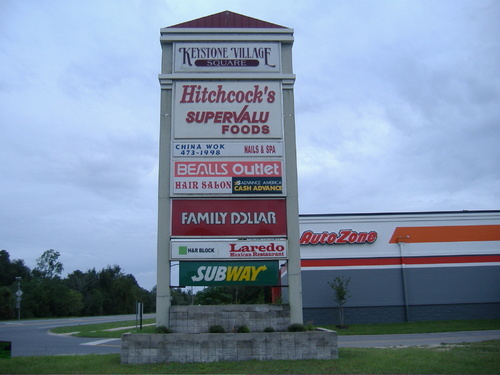 KEYSTONE VILLAGE
SQUARE
Hitchcock's
SUPERVALU
FOODS
CHINA WOK
473-1998
NAILS & SPA
BEALLS Outlet
HAIR SALON
ADVANCE AMERICA
CASH ADVANCE
FAMILY DOLLAR
H&R BLOCK
Laredo
Mexican Restaurant
SUBWAY
AutoZone